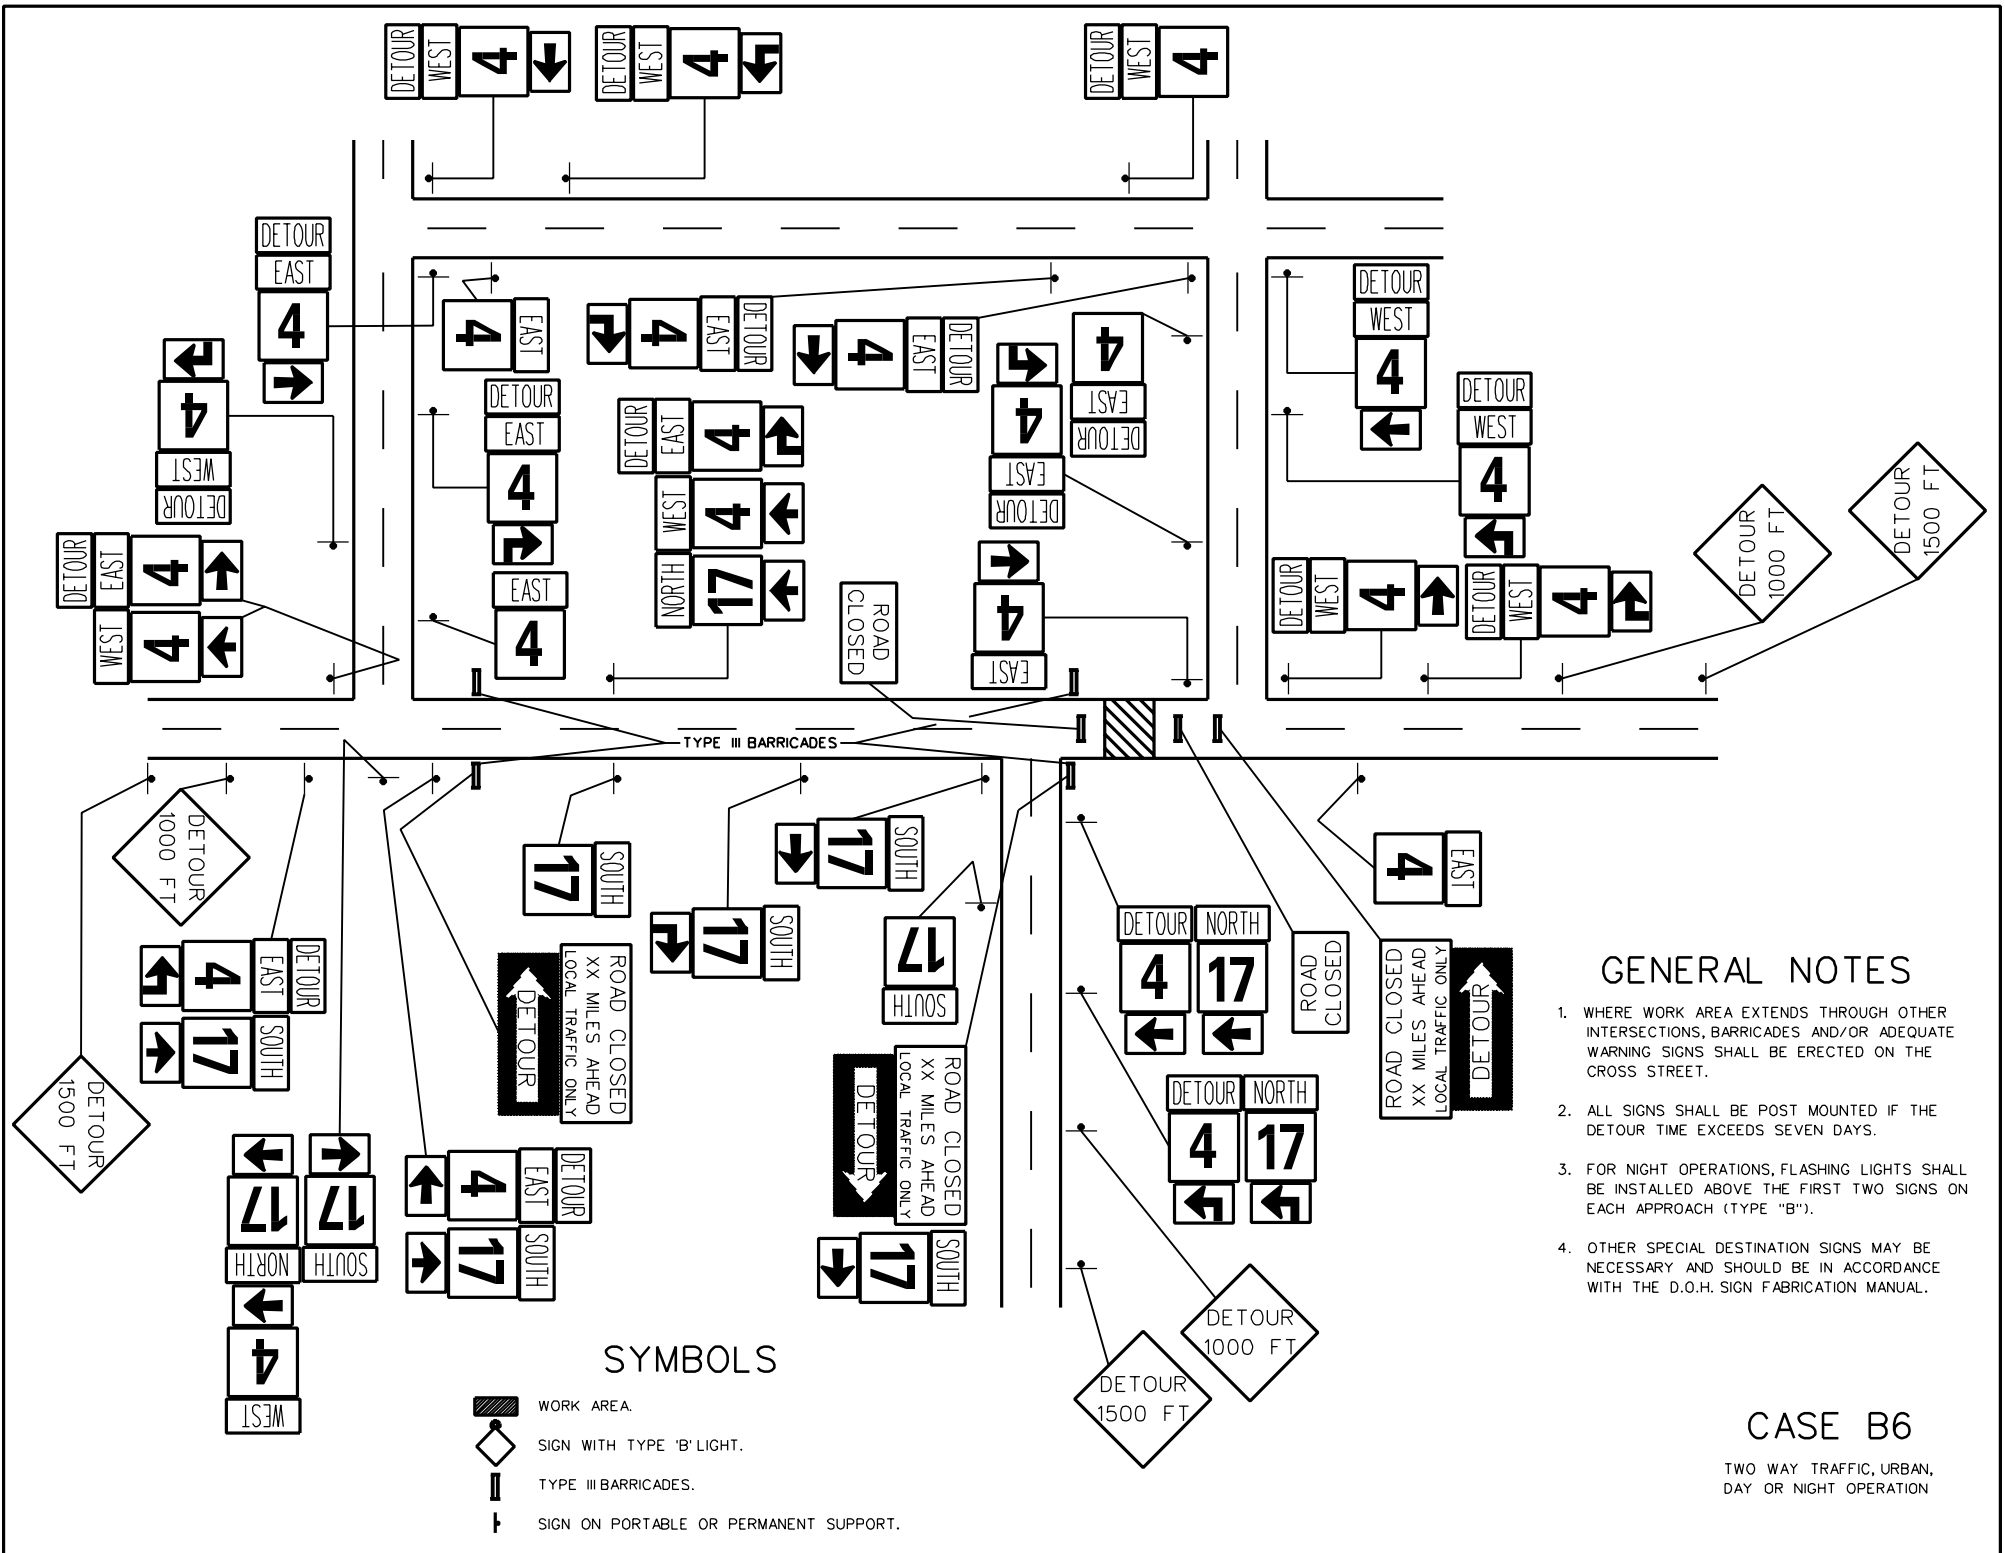 DETOUR
WEST
4
DETOUR
WEST
4
DETOUR
WEST
4
DETOUR
EAST
4
4
WEST
DETOUR
EAST
4
DETOUR
EAST
4
DETOUR
EAST
4
4
EAST
DETOUR
4
EAST
DETOUR
DETOUR
WEST
4
DETOUR
WEST
4
DETOUR
EAST
4
EAST
4
DETOUR
EAST
4
WEST
4
NORTH
17
ROAD
CLOSED
4
EAST
DETOUR
EAST
4
WEST
4
DETOUR
WEST
4
DETOUR
WEST
4
DETOUR
1000 FT
DETOUR
1500 FT
TYPE III BARRICADES
DETOUR
1000 FT
DETOUR
EAST
4
SOUTH
17
DETOUR
1500 FT
SOUTH
17
SOUTH
17
SOUTH
17
17
SOUTH
EAST
4
DETOUR
4
NORTH
17
ROAD
CLOSED
ROAD CLOSED
XX MILES AHEAD
LOCAL TRAFFIC ONLY
DETOUR
ROAD CLOSED
XX MILES AHEAD
LOCAL TRAFFIC ONLY
DETOUR
ROAD CLOSED
XX MILES AHEAD
LOCAL TRAFFIC ONLY
DETOUR
DETOUR
4
NORTH
17
17
NORTH
17
SOUTH
4
WEST
DETOUR
EAST
4
SOUTH
17
SOUTH
17
DETOUR
1000 FT
DETOUR
1500 FT
GENERAL NOTES
1. WHERE WORK AREA EXTENDS THROUGH OTHER
INTERSECTIONS, BARRICADES AND/OR ADEQUATE
WARNING SIGNS SHALL BE ERECTED ON THE
CROSS STREET.
2. ALL SIGNS SHALL BE POST MOUNTED IF THE
DETOUR TIME EXCEEDS SEVEN DAYS.
3. FOR NIGHT OPERATIONS, FLASHING LIGHTS SHALL
BE INSTALLED ABOVE THE FIRST TWO SIGNS ON
EACH APPROACH (TYPE "B").
4. OTHER SPECIAL DESTINATION SIGNS MAY BE
NECESSARY AND SHOULD BE IN ACCORDANCE
WITH THE D.O.H. SIGN FABRICATION MANUAL.
SYMBOLS
WORK AREA.
SIGN WITH TYPE 'B' LIGHT.
TYPE III BARRICADES.
SIGN ON PORTABLE OR PERMANENT SUPPORT.
CASE B6
TWO WAY TRAFFIC, URBAN,
DAY OR NIGHT OPERATION